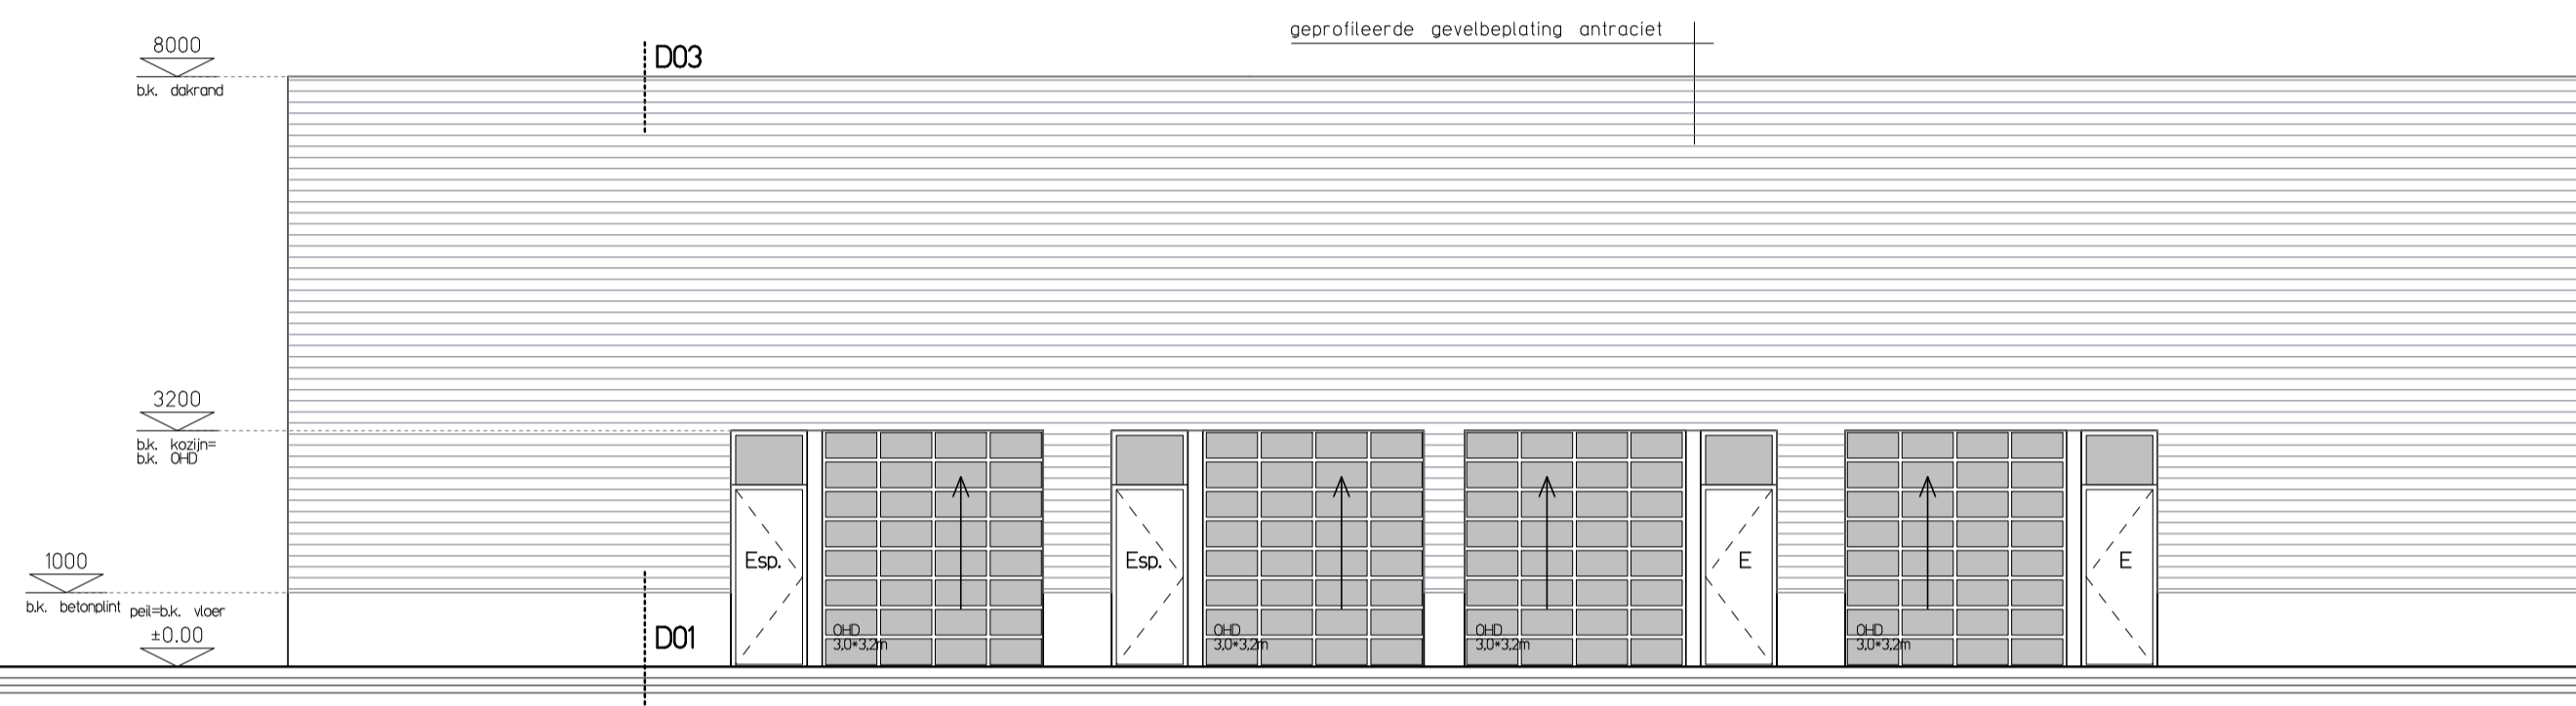 geprofileerde gevelbeplating antraciet
8000
b.k. dakrand
D03
3200
b.k. kozijn=
b.k. OHD
1000
b.k. betonplint
peil=b.k. vloer
±0.00
D01
Esp.
OHD
3,0*3,2m
Esp.
OHD
3,0*3,2m
OHD
3,0*3,2m
E
OHD
3,0*3,2m
E